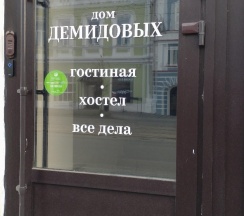 дом
ДЕМИДОВЫХ
гостиная
•
хостел
•
все дела